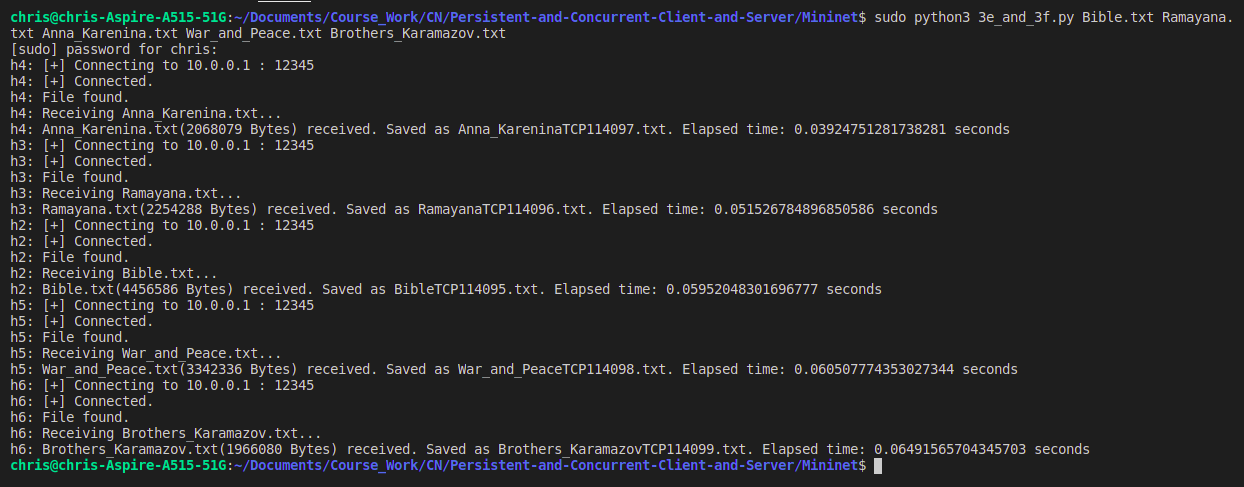 chris@chris-Aspire-A515-51G:~/Documents/Course_Work/CN/Persistent-and-Concurrent-Client-and-Server/Mininet$ sudo python3 3e_and_3f.py Bible.txt Ramayana.
txt Anna_Karenina.txt War_and_Peace.txt Brothers_Karamazov.txt
[sudo] password for chris:
h4: [+] Connecting to 10.0.0.1 : 12345
h4: [+] Connected.
h4: File found.
h4: Receiving Anna_Karenina.txt...
h4: Anna_Karenina.txt(2068079 Bytes) received. Saved as Anna_KareninaTCP114097.txt. Elapsed time: 0.03924751281738281 seconds
h3: [+] Connecting to 10.0.0.1 : 12345
h3: [+] Connected.
h3: File found.
h3: Receiving Ramayana.txt...
h3: Ramayana.txt(2254288 Bytes) received. Saved as RamayanaTCP114096.txt. Elapsed time: 0.051526784896850586 seconds
h2: [+] Connecting to 10.0.0.1 : 12345
h2: [+] Connected.
h2: File found.
h2: Receiving Bible.txt...
h2: Bible.txt(4456586 Bytes) received. Saved as BibleTCP114095.txt. Elapsed time: 0.05952048301696777 seconds
h5: [+] Connecting to 10.0.0.1 : 12345
h5: [+] Connected.
h5: File found.
h5: Receiving War_and_Peace.txt...
h5: War_and_Peace.txt(3342336 Bytes) received. Saved as War_and_PeaceTCP114098.txt. Elapsed time: 0.060507774353027344 seconds
h6: [+] Connecting to 10.0.0.1 : 12345
h6: [+] Connected.
h6: File found.
h6: Receiving Brothers_Karamazov.txt...
h6: Brothers_Karamazov.txt(1966080 Bytes) received. Saved as Brothers_KaramazovTCP114099.txt. Elapsed time: 0.06491565704345703 seconds
chris@chris-Aspire-A515-51G:~/Documents/Course_Work/CN/Persistent-and-Concurrent-Client-and-Server/Mininet$